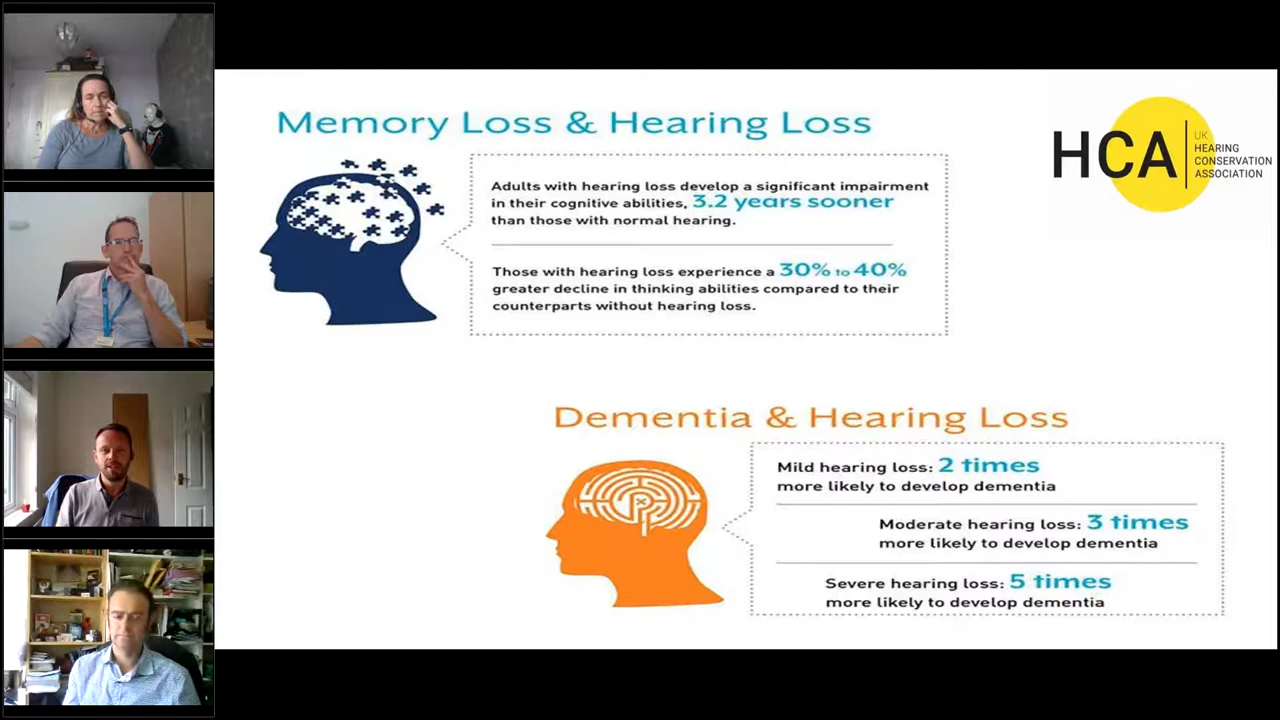 Memory Loss & Hearing Loss
Adults with hearing loss develop a significant impairment
in their cognitive abilities, 3.2 years sooner
than those with normal hearing.
Those with hearing loss experience a 30% to 40%
greater decline in thinking abilities compared to their
counterparts without hearing loss.
HCA
UK
HEARING
CONSERVATION
ASSOCIATION
Dementia & Hearing Loss
Mild hearing loss: 2 times
more likely to develop dementia
Moderate hearing loss: 3 times
more likely to develop dementia
Severe hearing loss: 5 times
more likely to develop dementia